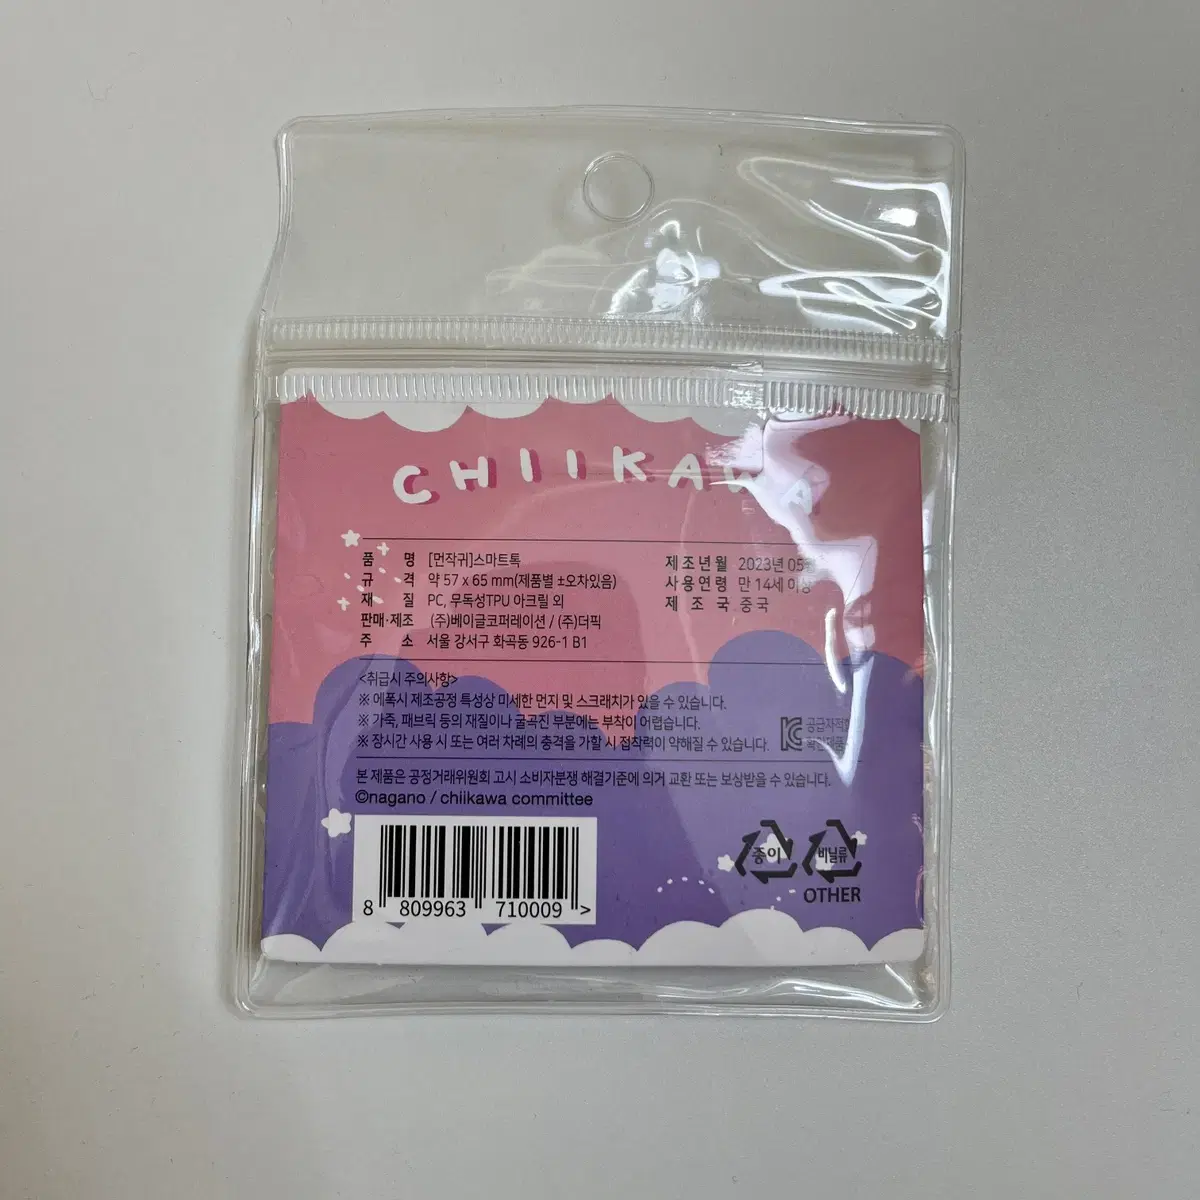 CHIIKAWA
품 명 [먼작귀]스마트톡
규 격 약 57 x 65 mm(제품별 ±오차있음)
재 질 PC, 무독성TPU 아크릴 외
판매·제조 (주)베이글코퍼레이션 / (주)더픽
주 소 서울 강서구 화곡동 926-1 B1
제조년월 2023년 05월
사용연령 만 14세 이상
제 조 국 중국
<취급시 주의사항>
※ 에폭시 제조공정 특성상 미세한 먼지 및 스크래치가 있을 수 있습니다.
※ 가죽, 패브릭 등의 재질이나 굴곡진 부분에는 부착이 어렵습니다.
※ 장시간 사용 시 또는 여러 차례의 충격을 가할 시 접착력이 약해질 수 있습니다.
본 제품은 공정거래위원회 고시 소비자분쟁 해결기준에 의거 교환 또는 보상받을 수 있습니다.
©nagano / chiikawa committee
8 809963 710009 >
종이
비닐류
OTHER